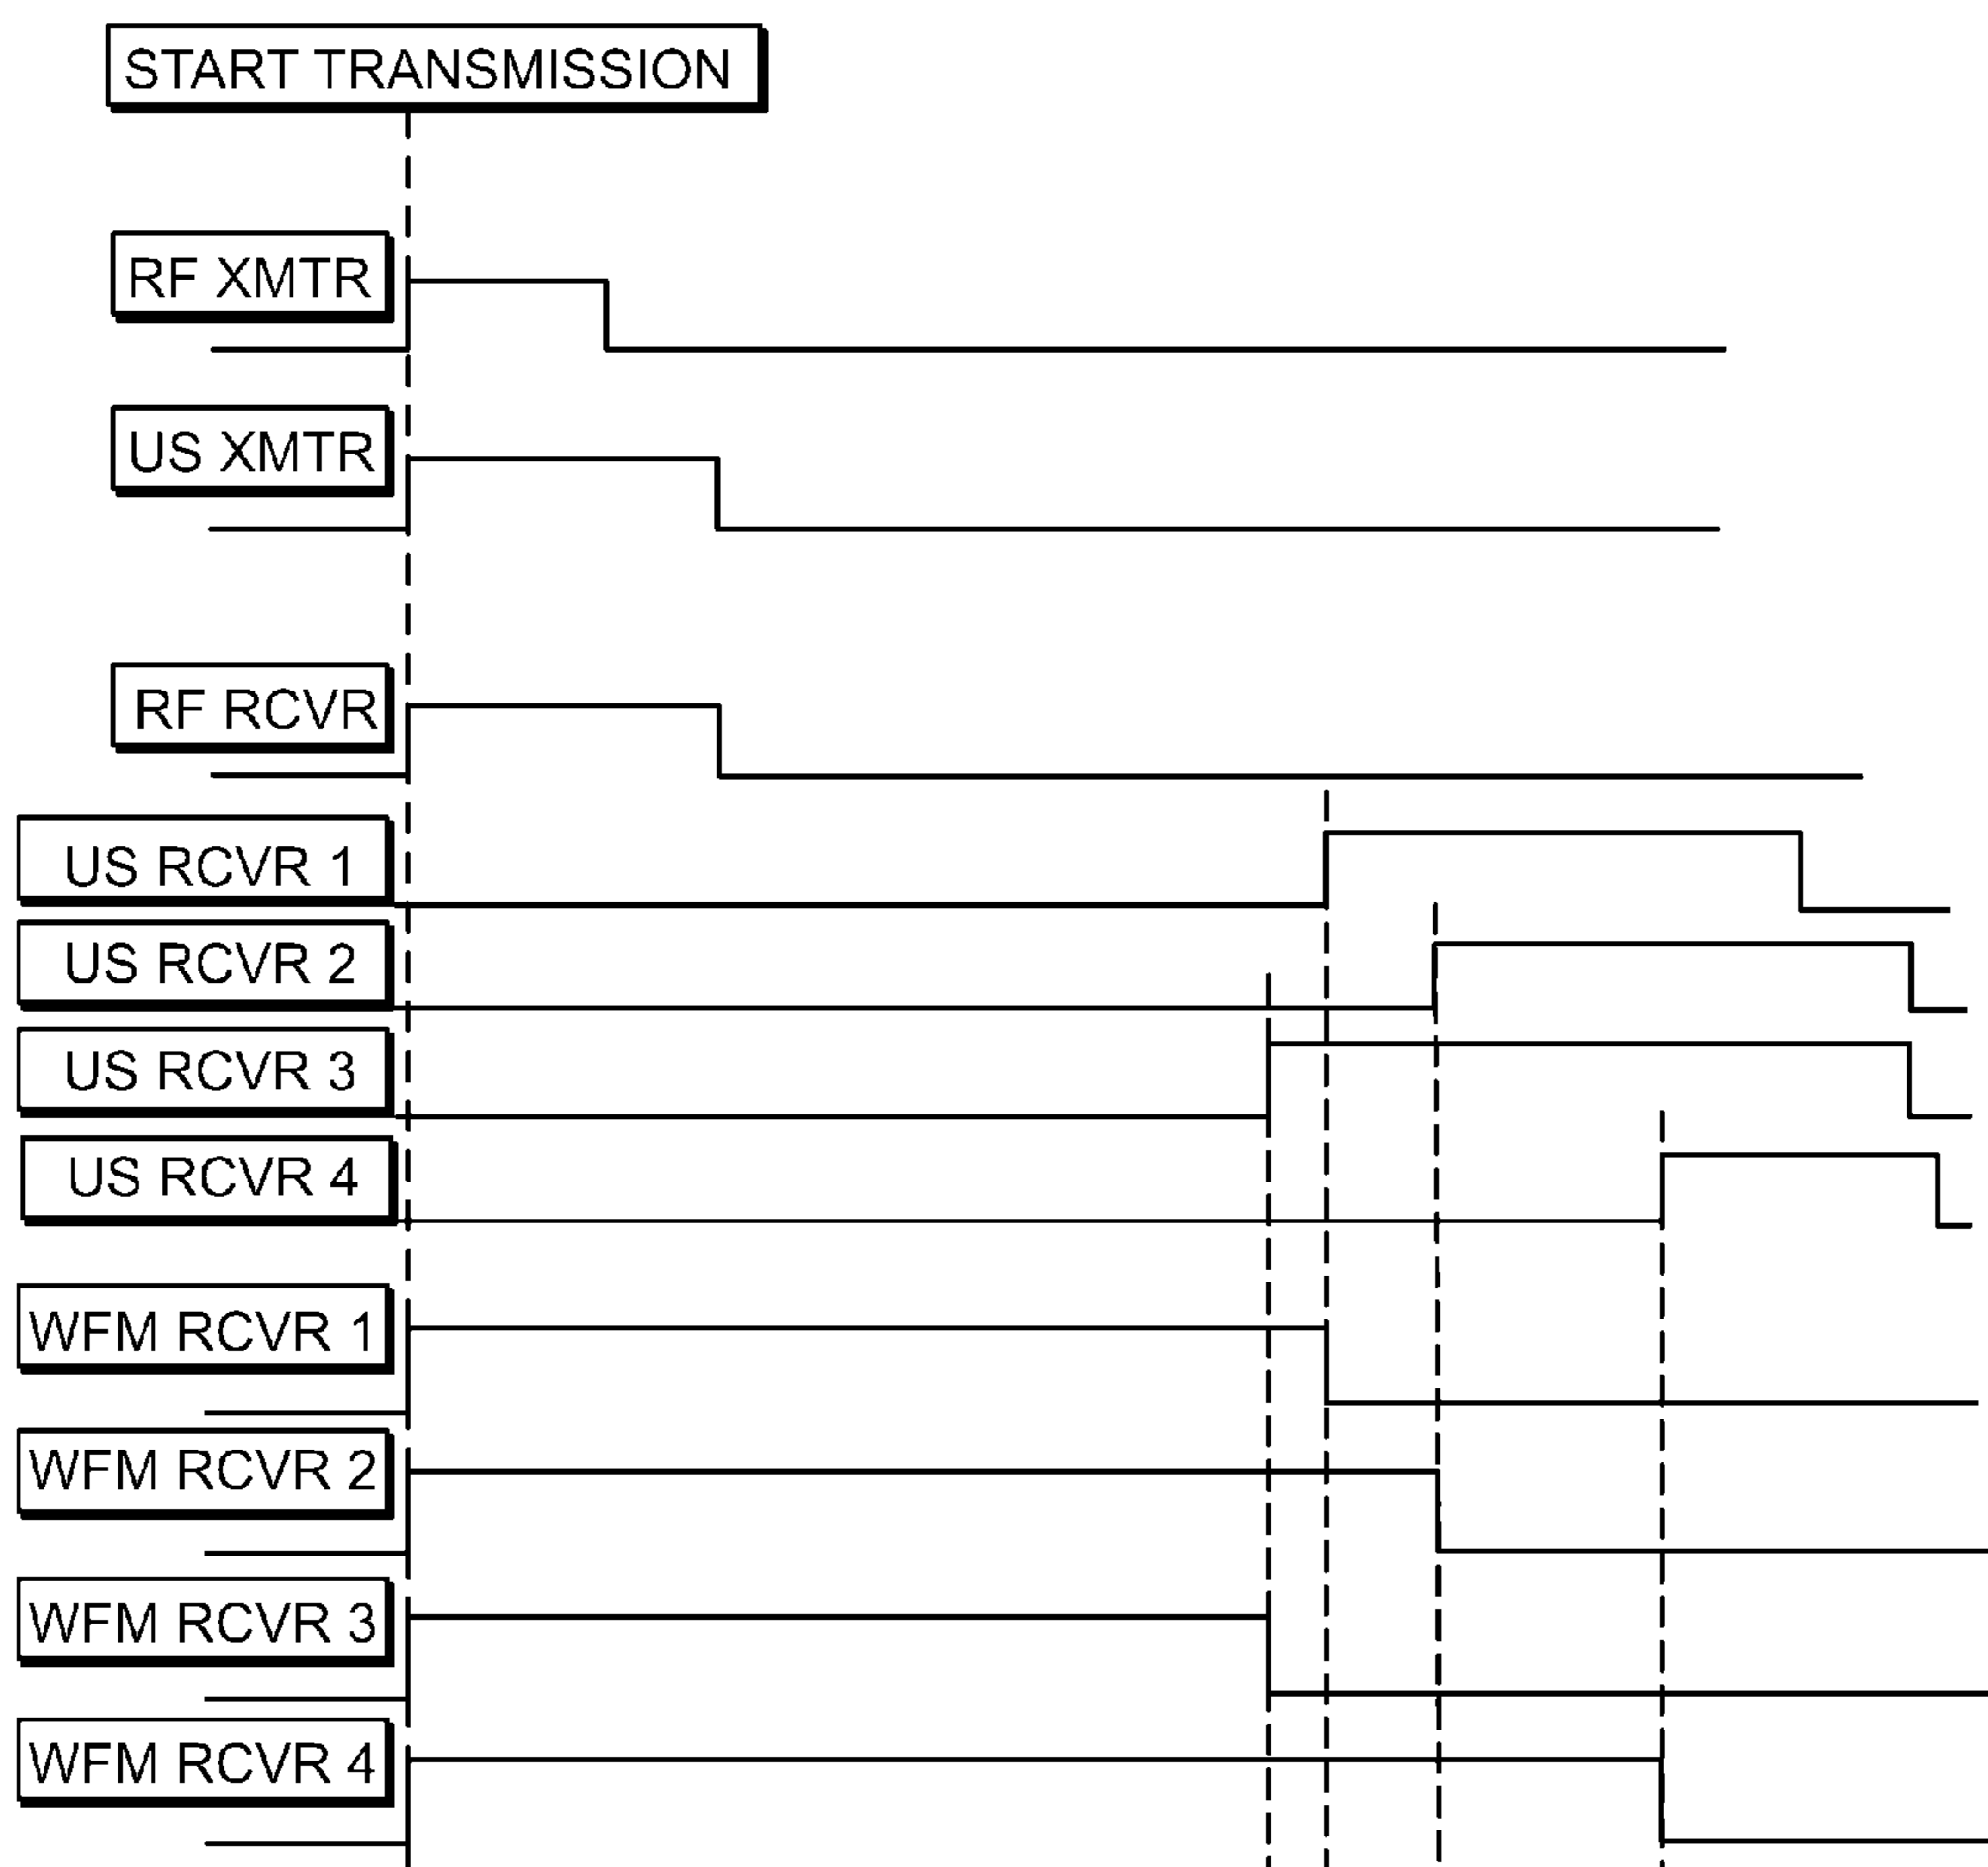 START TRANSMISSION
RF XMTR
US XMTR
RF RCVR
US RCVR 1
US RCVR 2
US RCVR 3
US RCVR 4
WFM RCVR 1
WFM RCVR 2
WFM RCVR 3
WFM RCVR 4